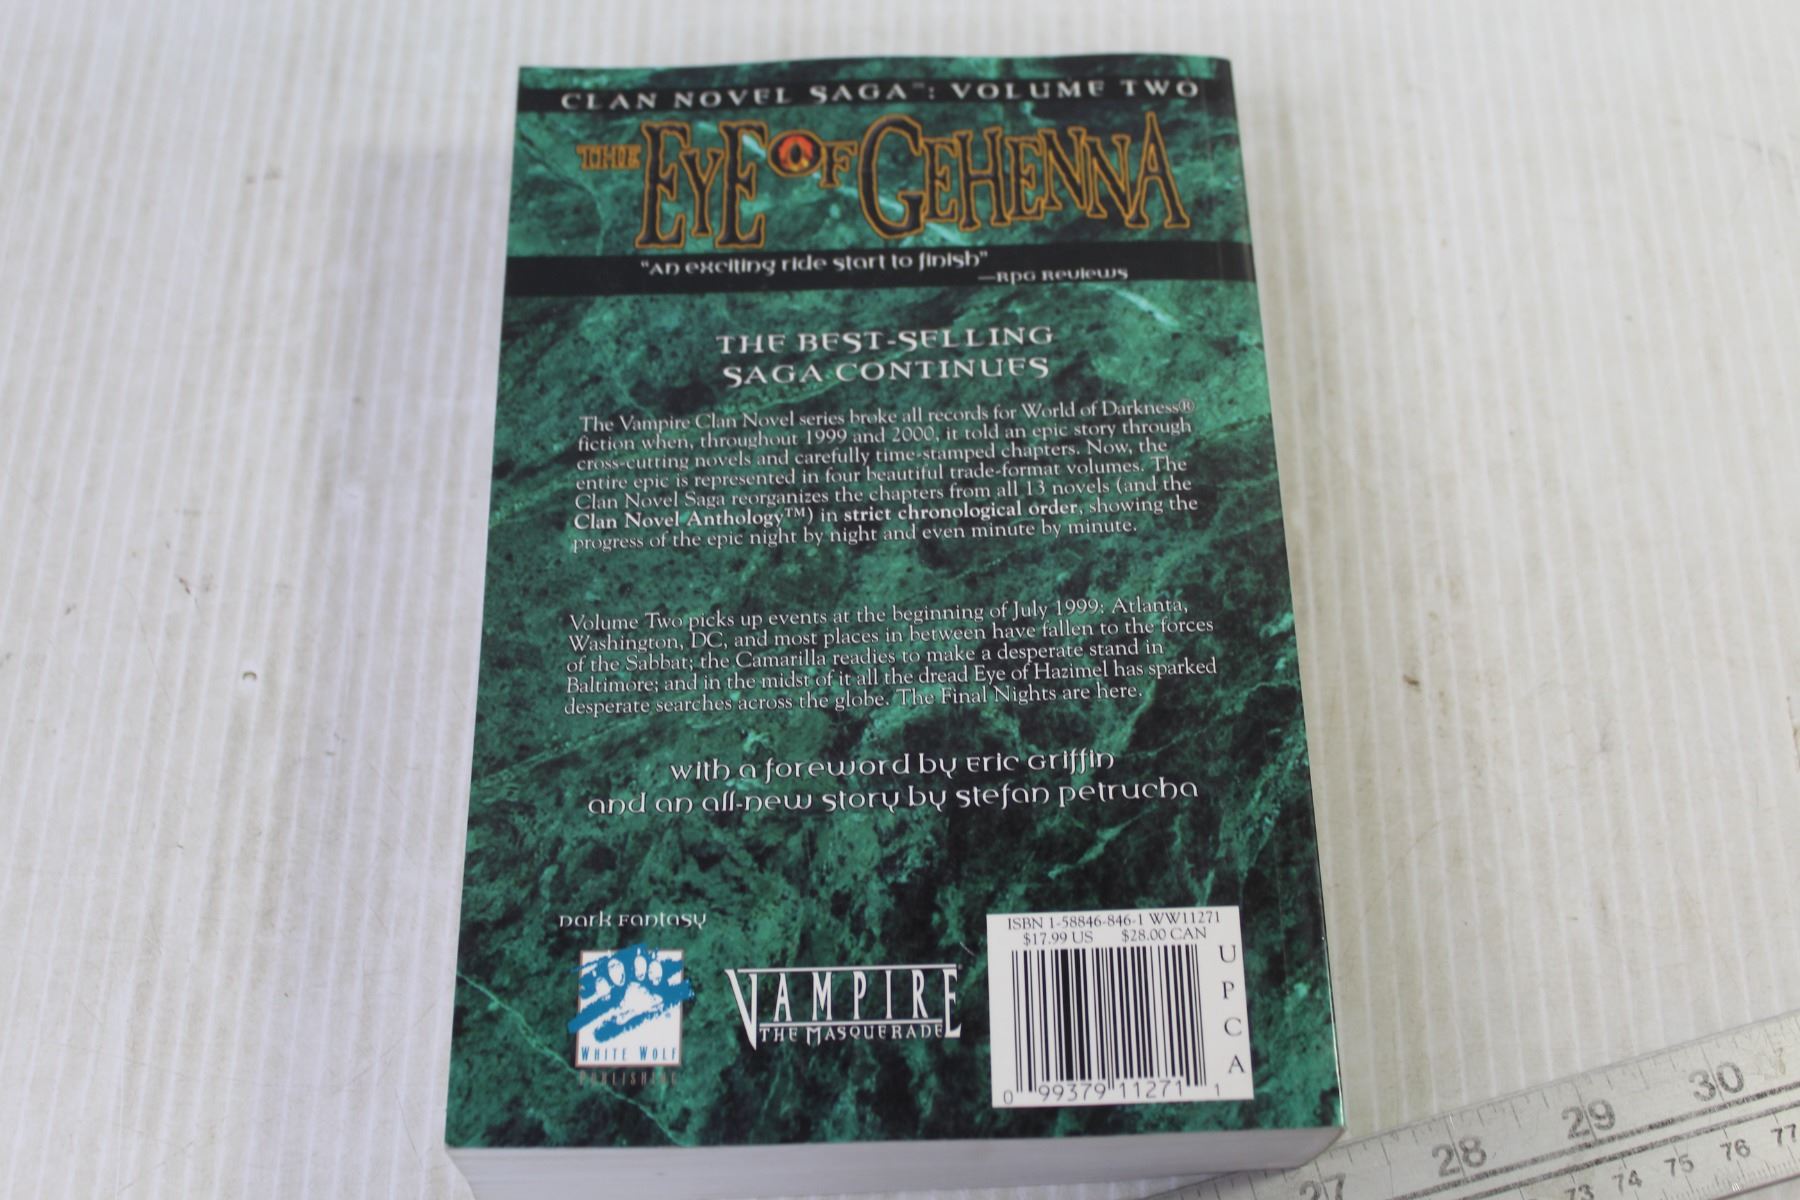 CLAN NOVEL SAGA™: VOLUME TWO
THE EYE OF GEHENNA
"An exciting ride start to finish"
—RPG Reviews
THE BEST-SELLING
SAGA CONTINUES
The Vampire Clan Novel series broke all records for World of Darkness®
fiction when, throughout 1999 and 2000, it told an epic story through
cross-cutting novels and carefully time-stamped chapters. Now, the
entire epic is represented in four beautiful trade-format volumes. The
Clan Novel Saga reorganizes the chapters from all 13 novels (and the
Clan Novel Anthology™) in strict chronological order, showing the
progress of the epic night by night and even minute by minute.
Volume Two picks up events at the beginning of July 1999: Atlanta,
Washington, DC, and most places in between have fallen to the forces
of the Sabbat; the Camarilla readies to make a desperate stand in
Baltimore; and in the midst of it all the dread Eye of Hazimel has sparked
desperate searches across the globe. The Final Nights are here.
with a foreword by Eric Griffin
and an all-new story by Stefan Petrucha
Dark Fantasy
WHITE WOLF
PUBLISHING
VAMPIRE
THE MASQUERADE
ISBN 1-58846-846-1 WW11271
$17.99 US $28.00 CAN
UPC A
0 99379 11271 1
27 28 29 30
73 74 75 76 77